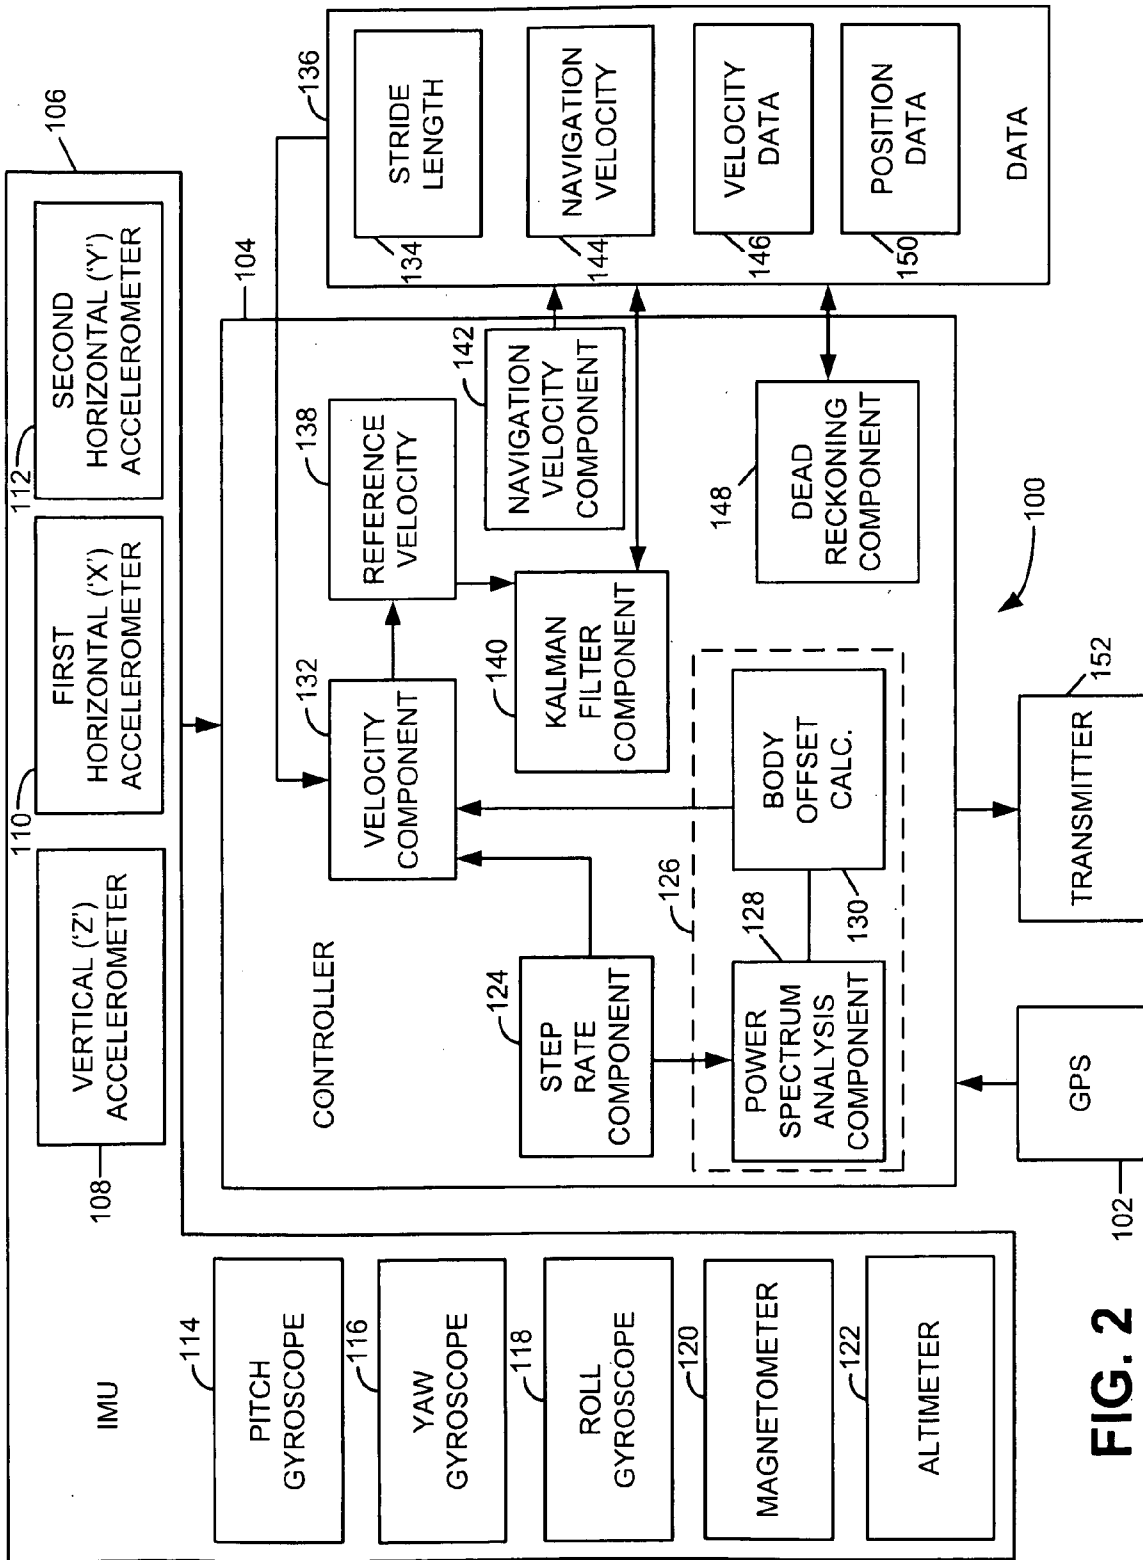 IMU
106
108
VERTICAL ('Z')
ACCELEROMETER
110
FIRST
HORIZONTAL ('X')
ACCELEROMETER
112
SECOND
HORIZONTAL ('Y')
ACCELEROMETER
114
PITCH
GYROSCOPE
116
YAW
GYROSCOPE
118
ROLL
GYROSCOPE
120
MAGNETOMETER
122
ALTIMETER
CONTROLLER
104
124
STEP
RATE
COMPONENT
132
VELOCITY
COMPONENT
138
REFERENCE
VELOCITY
140
KALMAN
FILTER
COMPONENT
142
NAVIGATION
VELOCITY
COMPONENT
126
128
POWER
SPECTRUM
ANALYSIS
COMPONENT
130
BODY
OFFSET
CALC.
148
DEAD
RECKONING
COMPONENT
136
134
STRIDE
LENGTH
144
NAVIGATION
VELOCITY
146
VELOCITY
DATA
150
POSITION
DATA
DATA
102
GPS
TRANSMITTER
152
100
FIG. 2